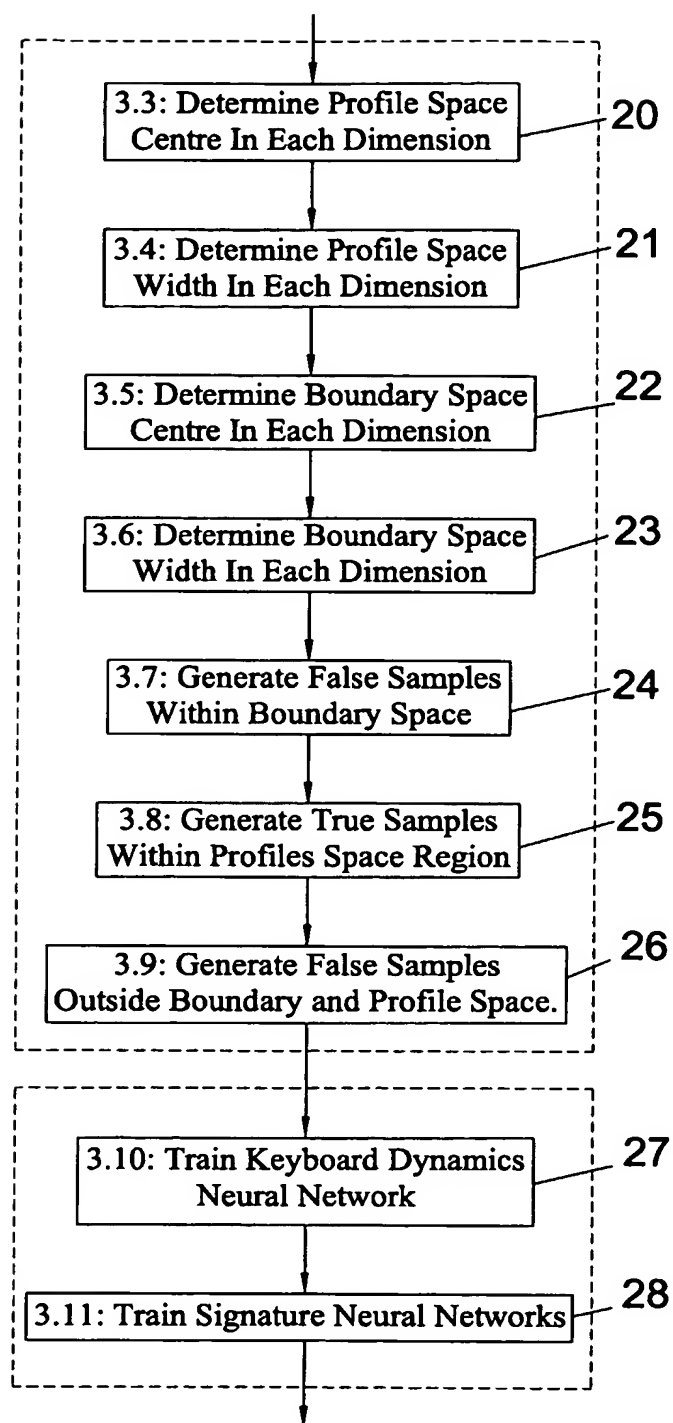 3.3: Determine Profile Space
Centre In Each Dimension
20
3.4: Determine Profile Space
Width In Each Dimension
21
3.5: Determine Boundary Space
Centre In Each Dimension
22
3.6: Determine Boundary Space
Width In Each Dimension
23
3.7: Generate False Samples
Within Boundary Space
24
3.8: Generate True Samples
Within Profiles Space Region
25
3.9: Generate False Samples
Outside Boundary and Profile Space.
26
3.10: Train Keyboard Dynamics
Neural Network
27
3.11: Train Signature Neural Networks
28